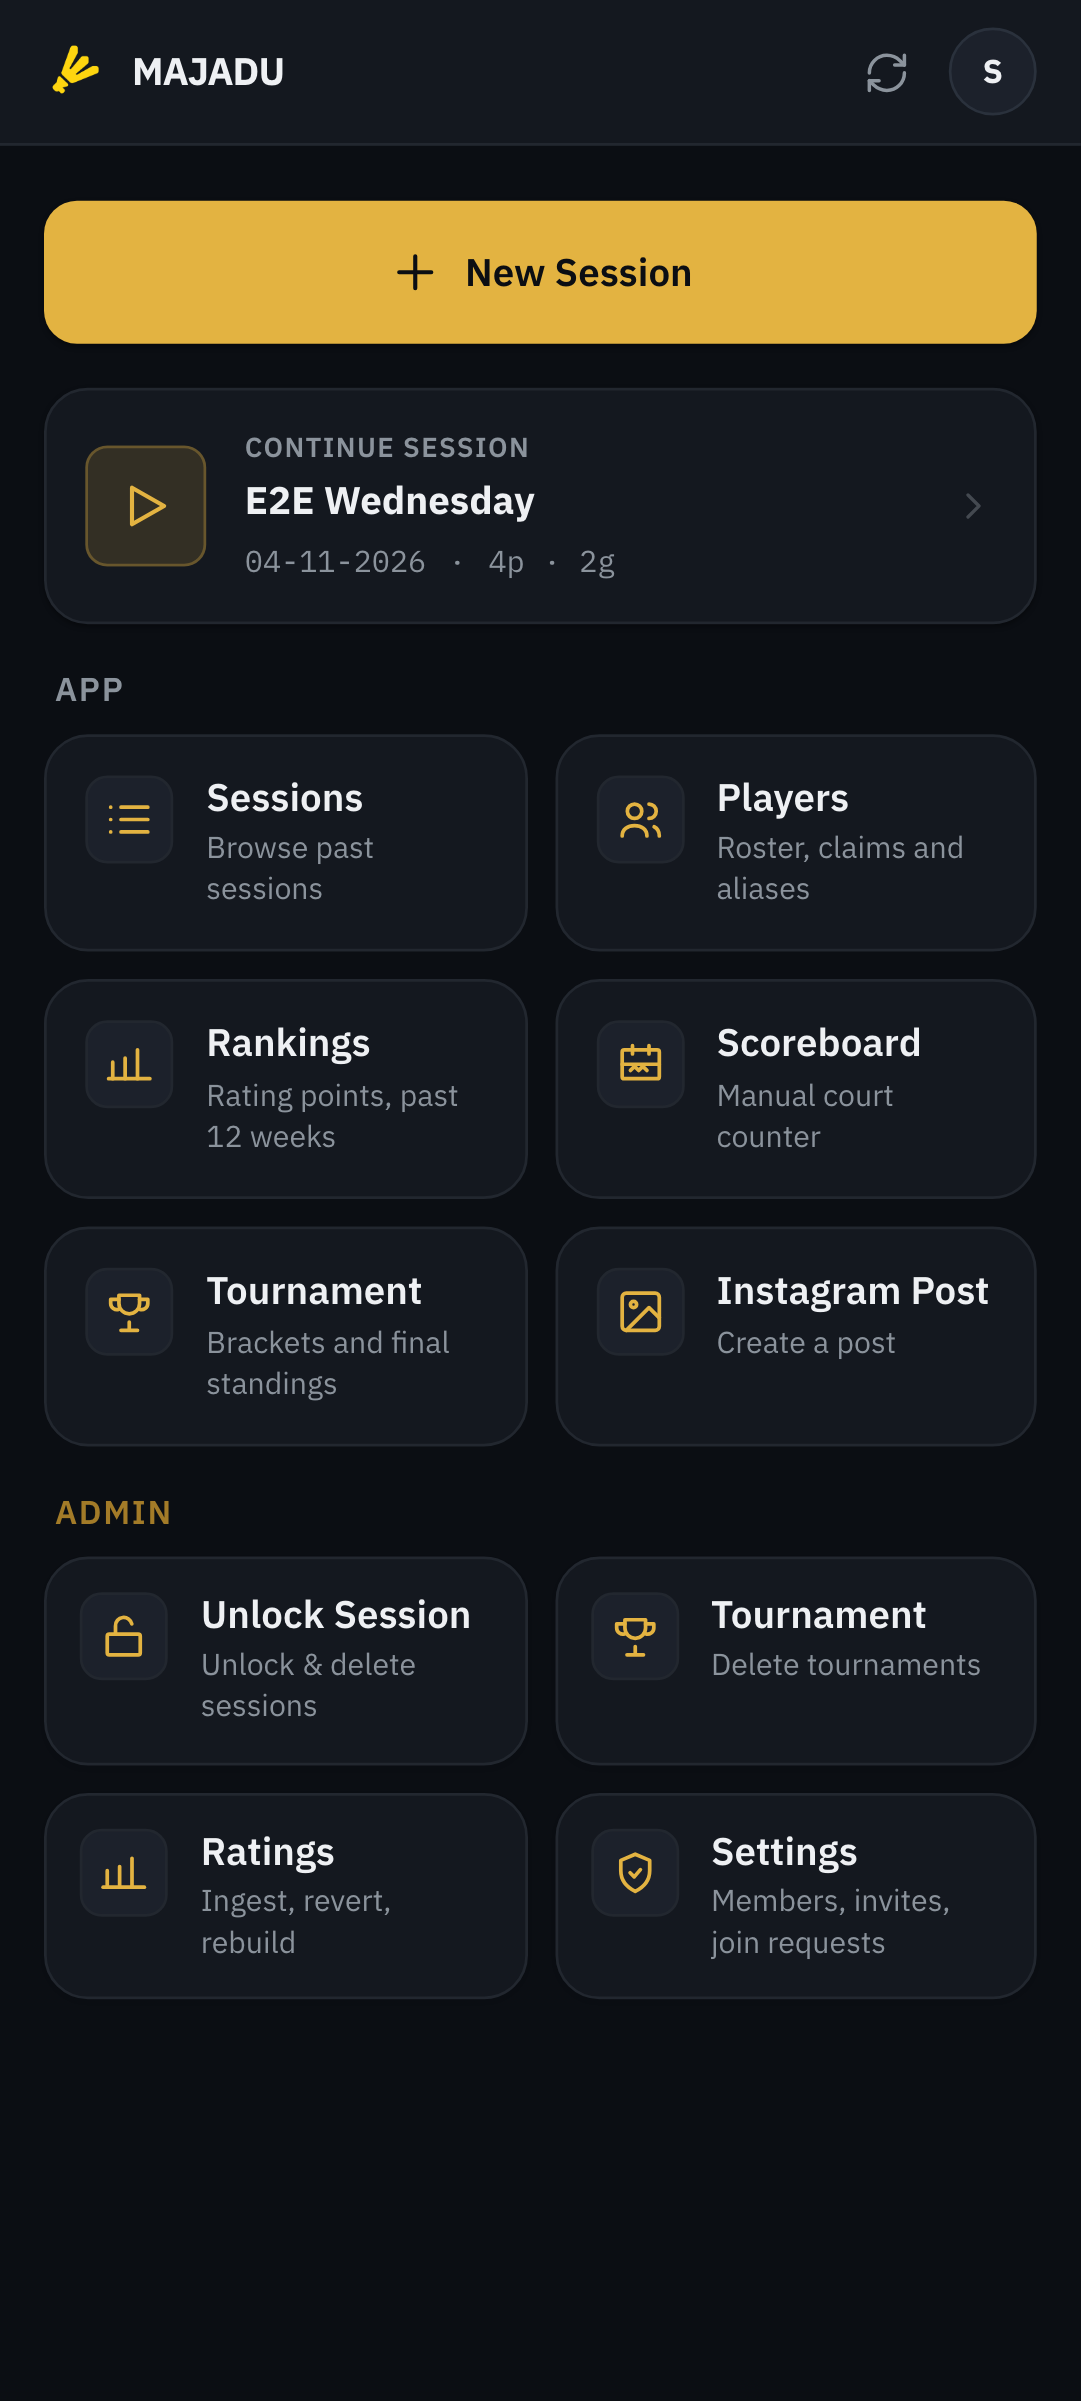 MAJADU
S
New Session
CONTINUE SESSION
E2E Wednesday
04-11-2026 · 4p · 2g
APP
Sessions
Browse past
sessions
Players
Roster, claims and
aliases
Rankings
Rating points, past
12 weeks
Scoreboard
Manual court
counter
Tournament
Brackets and final
standings
Instagram Post
Create a post
ADMIN
Unlock Session
Unlock & delete
sessions
Tournament
Delete tournaments
Ratings
Ingest, revert,
rebuild
Settings
Members, invites,
join requests